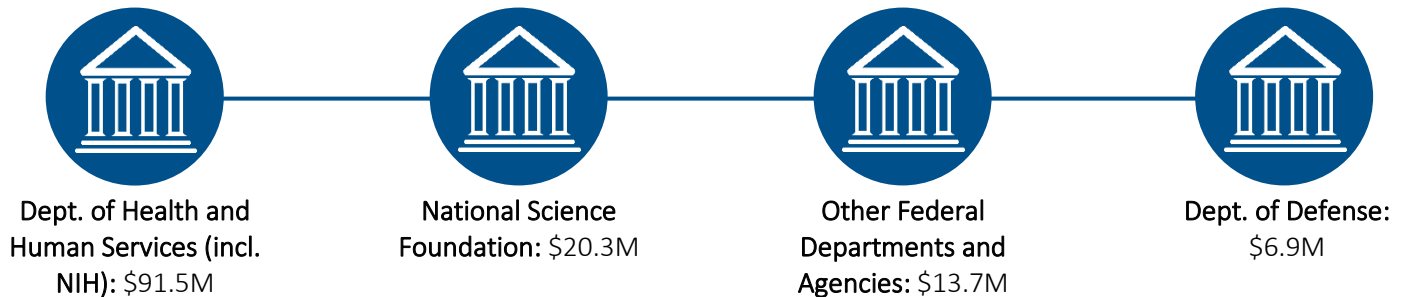 Dept. of Health and
Human Services (incl.
NIH): $91.5M
National Science
Foundation: $20.3M
Other Federal
Departments and
Agencies: $13.7M
Dept. of Defense:
$6.9M